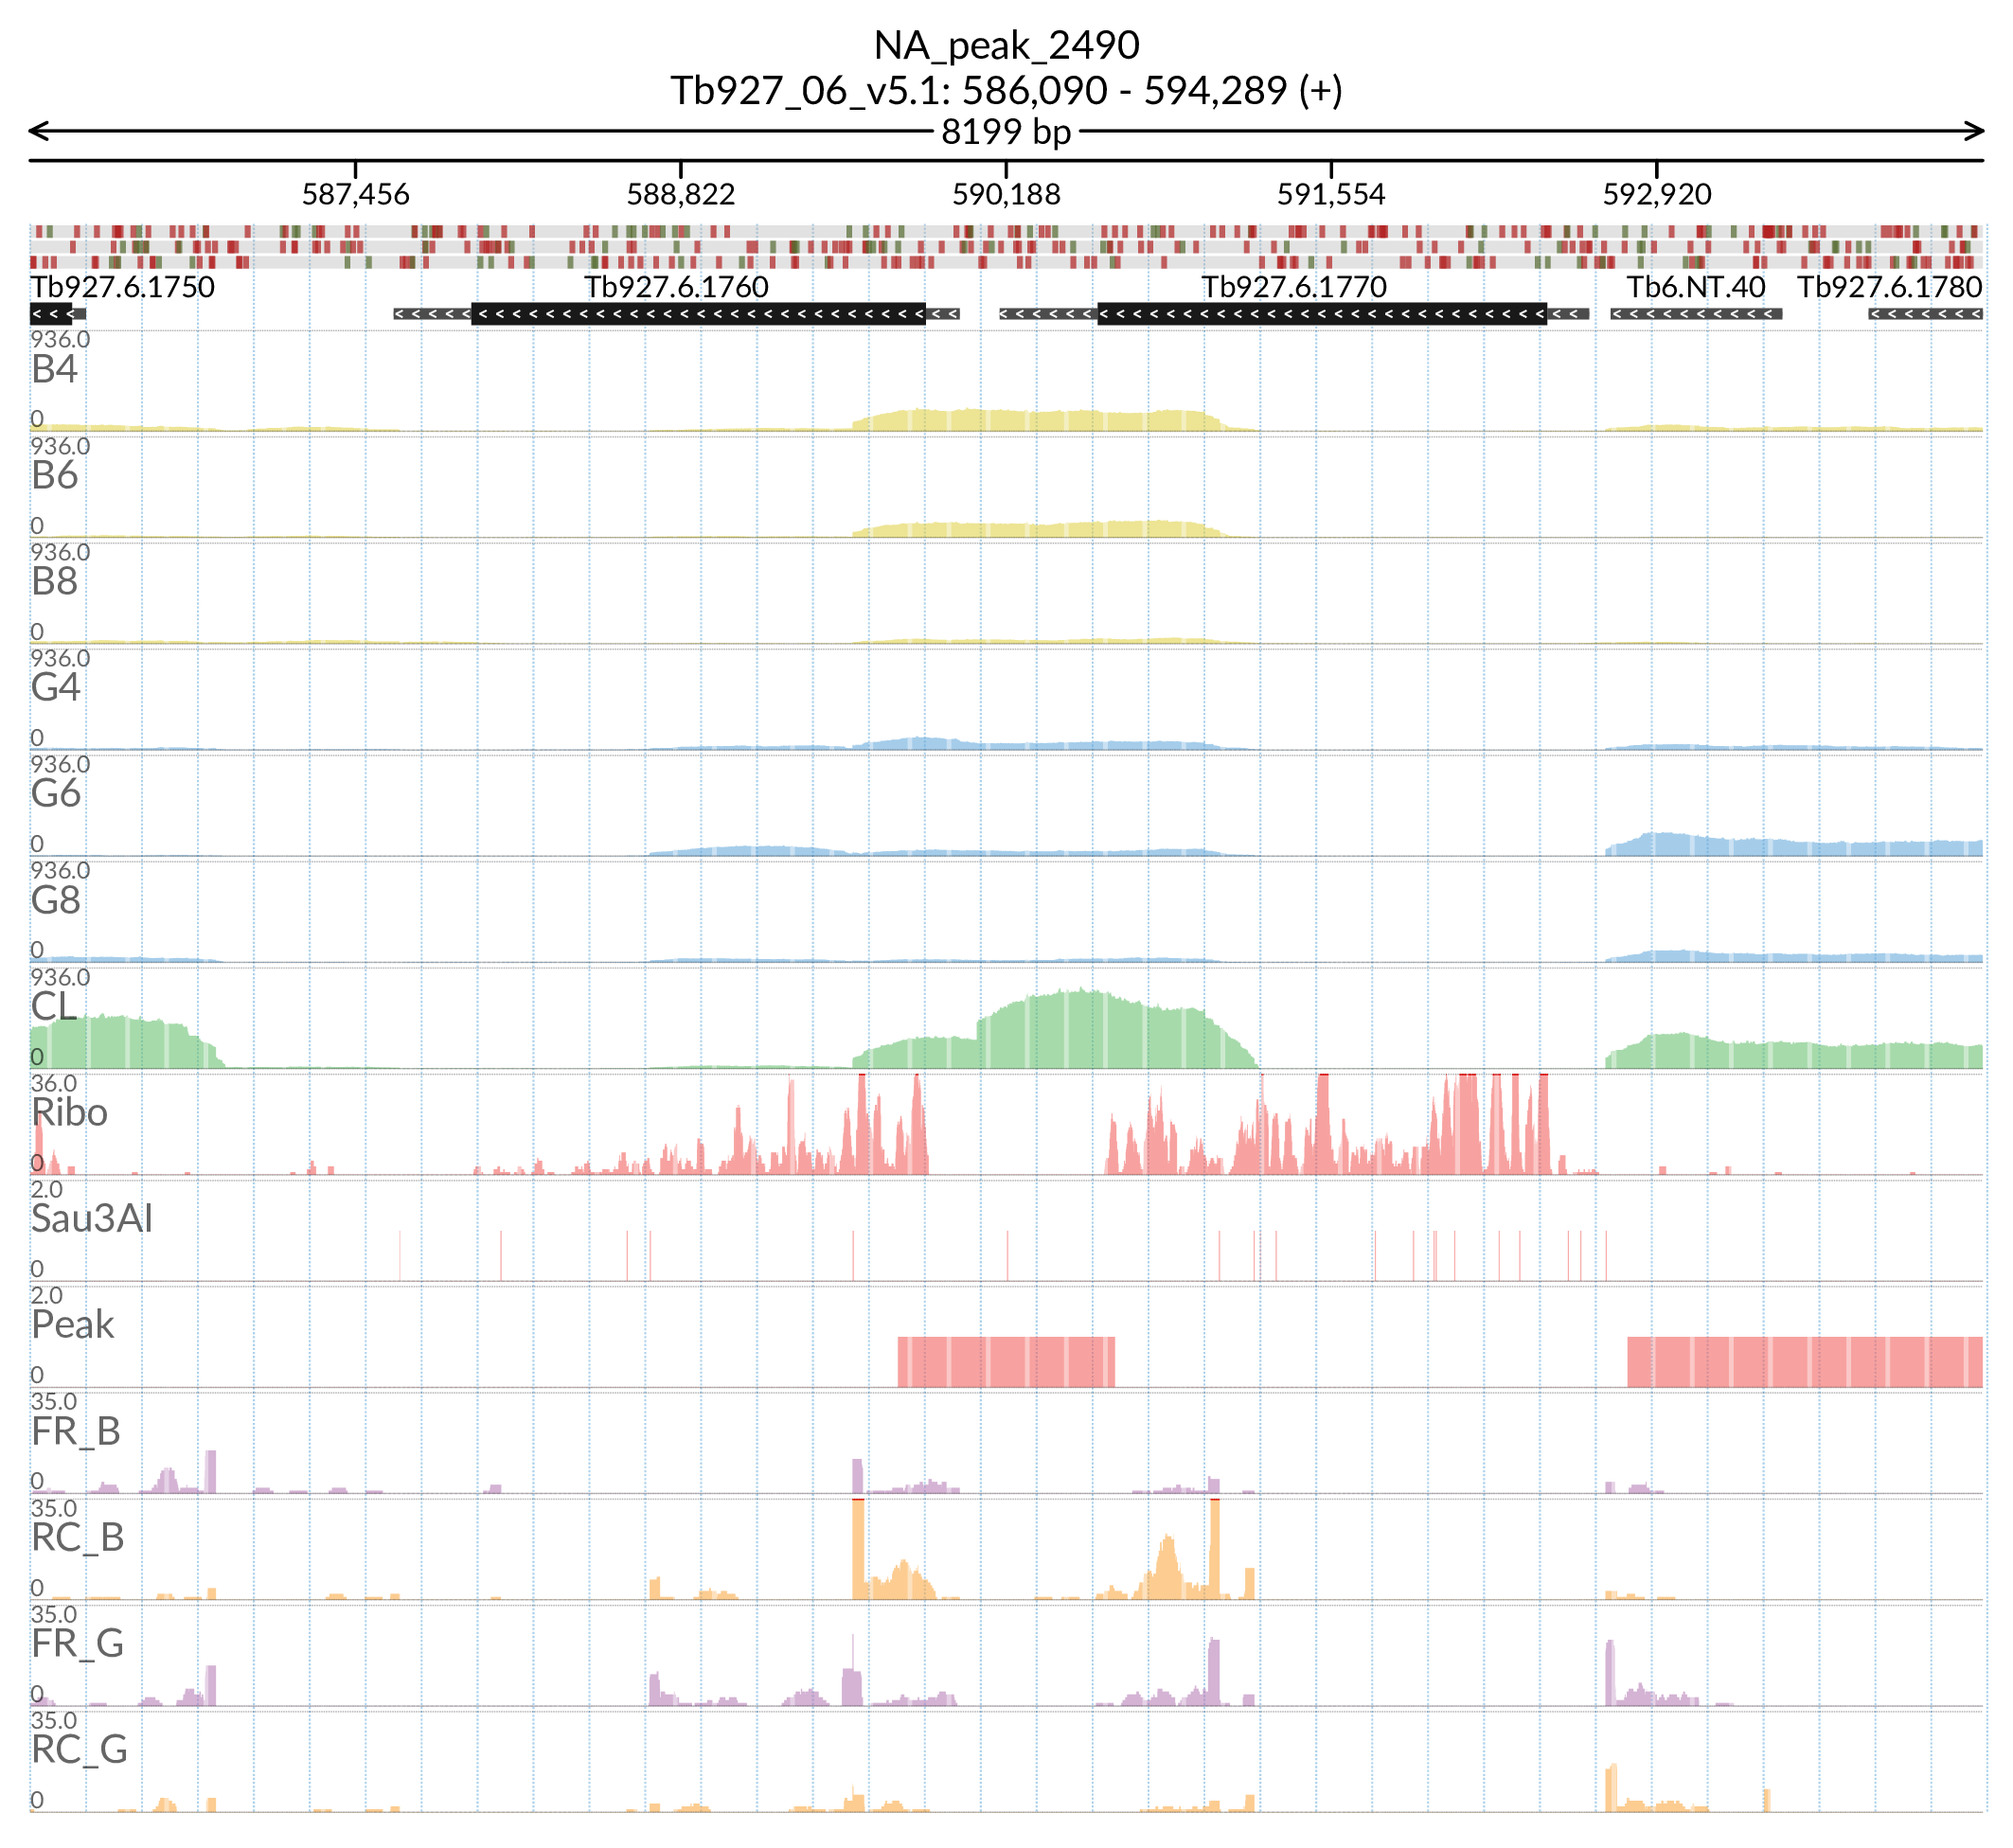 NA_peak_2490
Tb927_06_v5.1: 586,090 - 594,289 (+)
8199 bp
587,456 588,822 590,188 591,554 592,920
Tb927.6.1750 Tb927.6.1760 Tb927.6.1770 Tb6.NT.40 Tb927.6.1780
936.0
B4
0
936.0
B6
0
936.0
B8
0
936.0
G4
0
936.0
G6
0
936.0
G8
0
936.0
CL
0
36.0
Ribo
0
2.0
Sau3AI
0
2.0
Peak
0
35.0
FR_B
0
35.0
RC_B
0
35.0
FR_G
0
35.0
RC_G
0